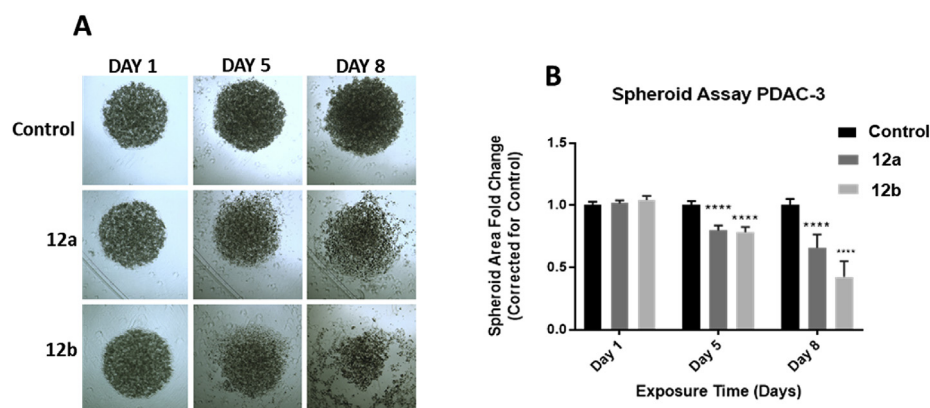 A
DAY 1 DAY 5 DAY 8
Control
12a
12b
B
Spheroid Assay PDAC-3
Control
12a
12b
Spheroid Area Fold Change
(Corrected for Control)
1.5
1.0
0.5
0.0
**** ****
**** ****
Day 1 Day 5 Day 8
Exposure Time (Days)